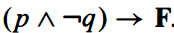 (p ∧ ¬q) → F.